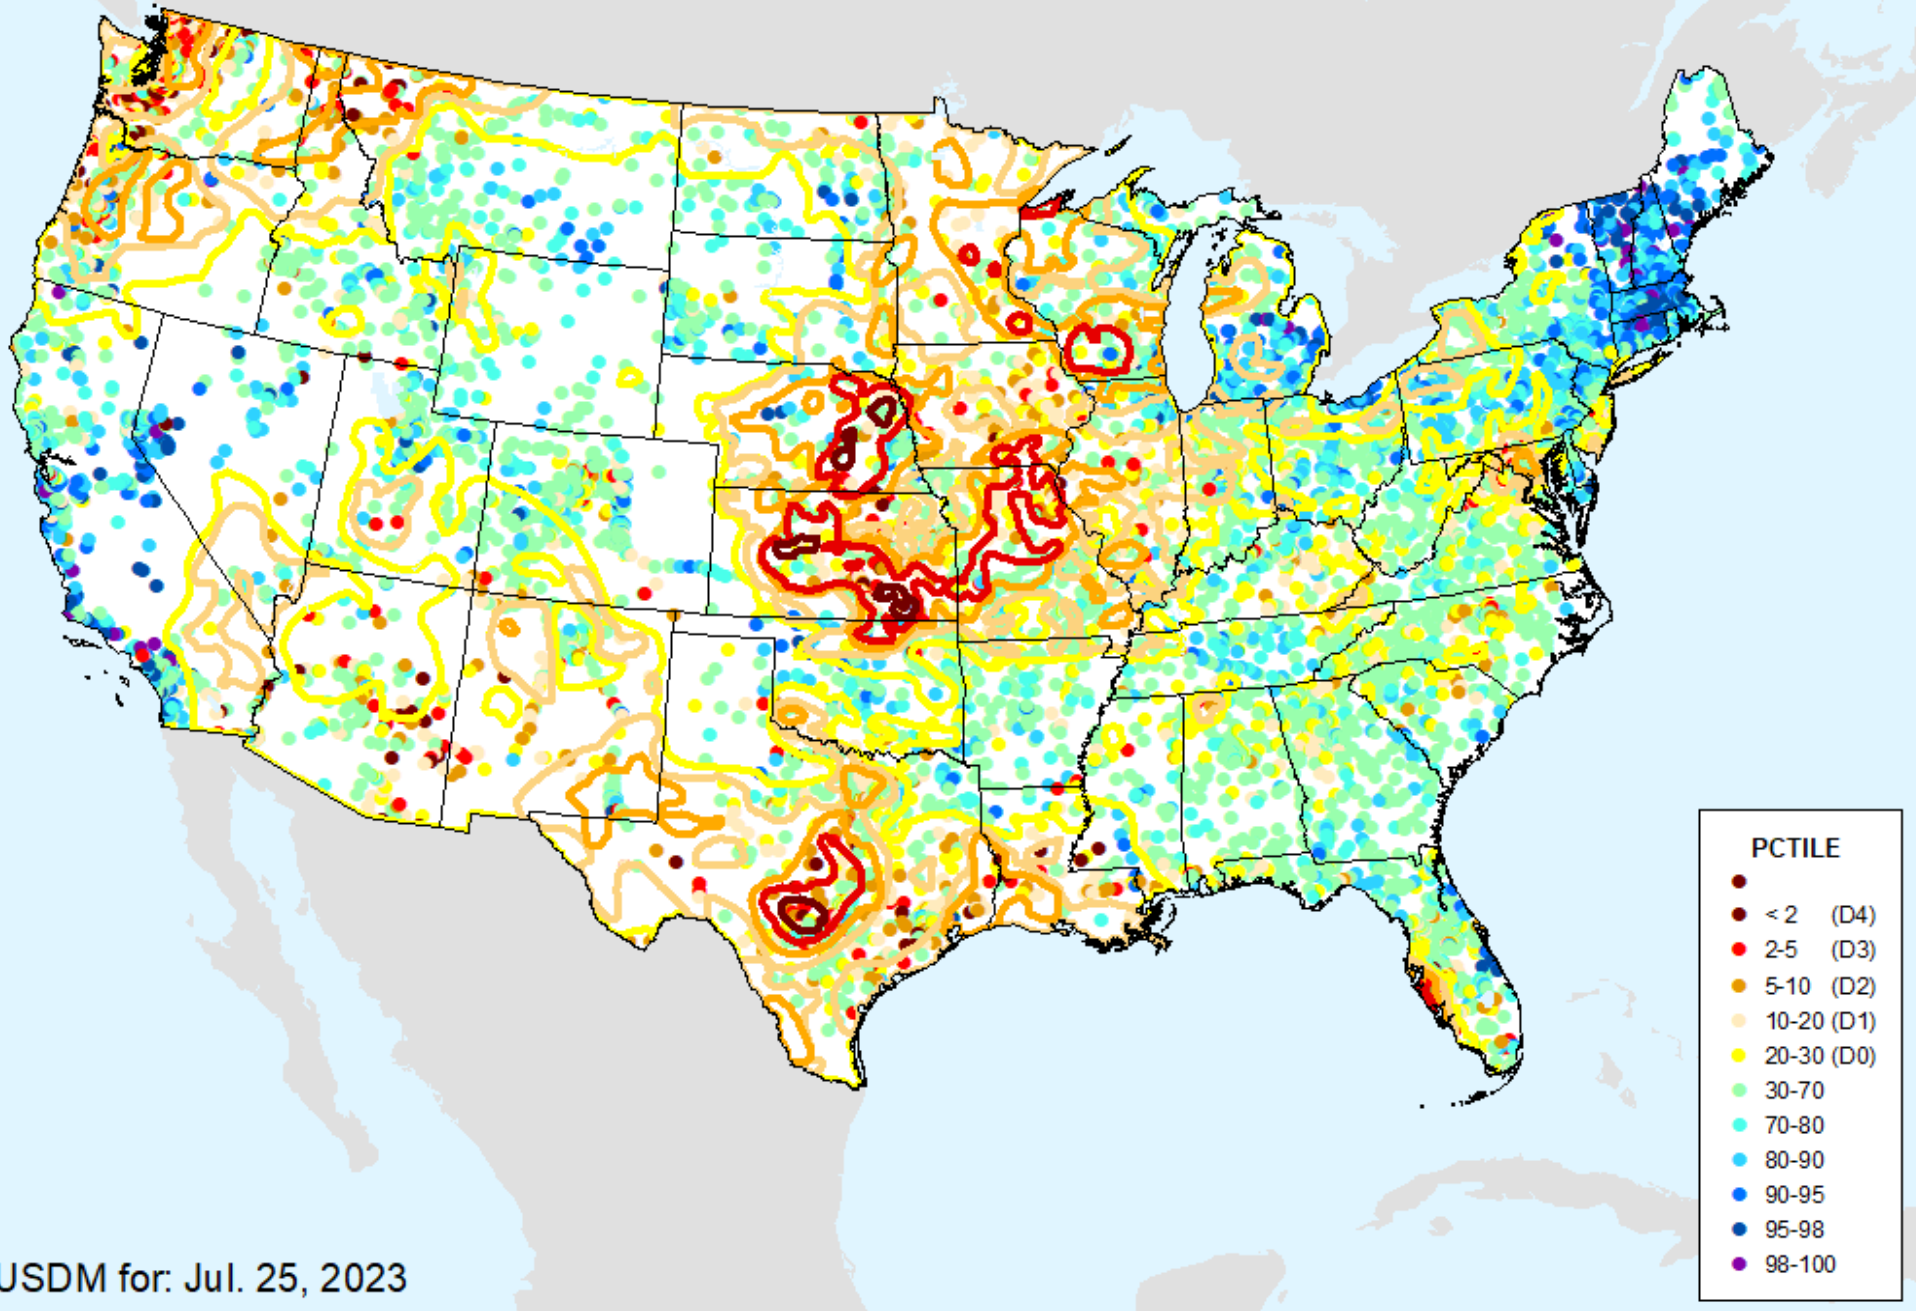 PCTILE
< 2 (D4)
2-5 (D3)
5-10 (D2)
10-20 (D1)
20-30 (D0)
30-70
70-80
80-90
90-95
95-98
98-100
USDM for: Jul. 25, 2023